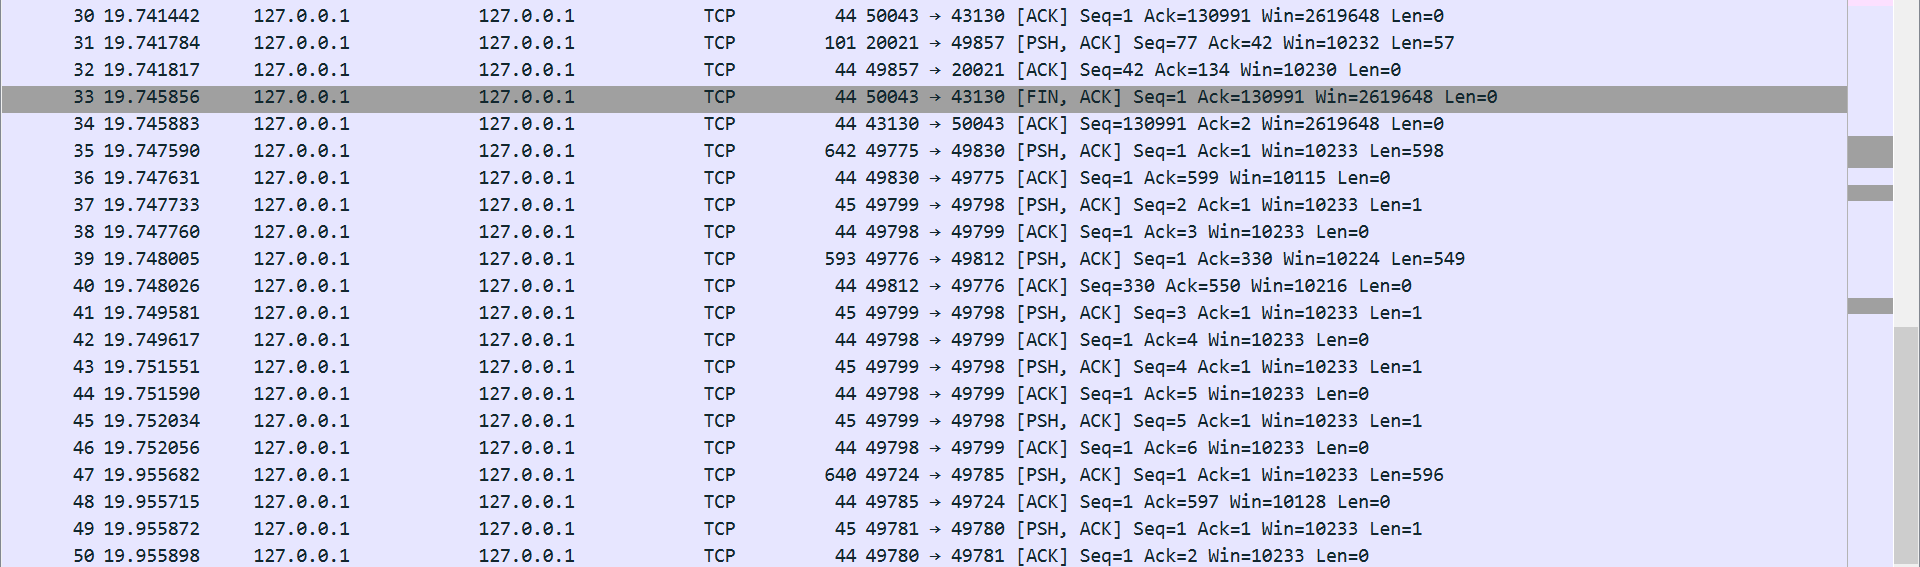 30 19.741442 127.0.0.1 127.0.0.1 TCP 44 50043 → 43130 [ACK] Seq=1 Ack=130991 Win=2619648 Len=0
31 19.741784 127.0.0.1 127.0.0.1 TCP 101 20021 → 49857 [PSH, ACK] Seq=77 Ack=42 Win=10232 Len=57
32 19.741817 127.0.0.1 127.0.0.1 TCP 44 49857 → 20021 [ACK] Seq=42 Ack=134 Win=10230 Len=0
33 19.745856 127.0.0.1 127.0.0.1 TCP 44 50043 → 43130 [FIN, ACK] Seq=1 Ack=130991 Win=2619648 Len=0
34 19.745883 127.0.0.1 127.0.0.1 TCP 44 43130 → 50043 [ACK] Seq=130991 Ack=2 Win=2619648 Len=0
35 19.747590 127.0.0.1 127.0.0.1 TCP 642 49775 → 49830 [PSH, ACK] Seq=1 Ack=1 Win=10233 Len=598
36 19.747631 127.0.0.1 127.0.0.1 TCP 44 49830 → 49775 [ACK] Seq=1 Ack=599 Win=10115 Len=0
37 19.747733 127.0.0.1 127.0.0.1 TCP 45 49799 → 49798 [PSH, ACK] Seq=2 Ack=1 Win=10233 Len=1
38 19.747760 127.0.0.1 127.0.0.1 TCP 44 49798 → 49799 [ACK] Seq=1 Ack=3 Win=10233 Len=0
39 19.748005 127.0.0.1 127.0.0.1 TCP 593 49776 → 49812 [PSH, ACK] Seq=1 Ack=330 Win=10224 Len=549
40 19.748026 127.0.0.1 127.0.0.1 TCP 44 49812 → 49776 [ACK] Seq=330 Ack=550 Win=10216 Len=0
41 19.749581 127.0.0.1 127.0.0.1 TCP 45 49799 → 49798 [PSH, ACK] Seq=3 Ack=1 Win=10233 Len=1
42 19.749617 127.0.0.1 127.0.0.1 TCP 44 49798 → 49799 [ACK] Seq=1 Ack=4 Win=10233 Len=0
43 19.751551 127.0.0.1 127.0.0.1 TCP 45 49799 → 49798 [PSH, ACK] Seq=4 Ack=1 Win=10233 Len=1
44 19.751590 127.0.0.1 127.0.0.1 TCP 44 49798 → 49799 [ACK] Seq=1 Ack=5 Win=10233 Len=0
45 19.752034 127.0.0.1 127.0.0.1 TCP 45 49799 → 49798 [PSH, ACK] Seq=5 Ack=1 Win=10233 Len=1
46 19.752056 127.0.0.1 127.0.0.1 TCP 44 49798 → 49799 [ACK] Seq=1 Ack=6 Win=10233 Len=0
47 19.955682 127.0.0.1 127.0.0.1 TCP 640 49724 → 49785 [PSH, ACK] Seq=1 Ack=1 Win=10233 Len=596
48 19.955715 127.0.0.1 127.0.0.1 TCP 44 49785 → 49724 [ACK] Seq=1 Ack=597 Win=10128 Len=0
49 19.955872 127.0.0.1 127.0.0.1 TCP 45 49781 → 49780 [PSH, ACK] Seq=1 Ack=1 Win=10233 Len=1
50 19.955898 127.0.0.1 127.0.0.1 TCP 44 49780 → 49781 [ACK] Seq=1 Ack=2 Win=10233 Len=0